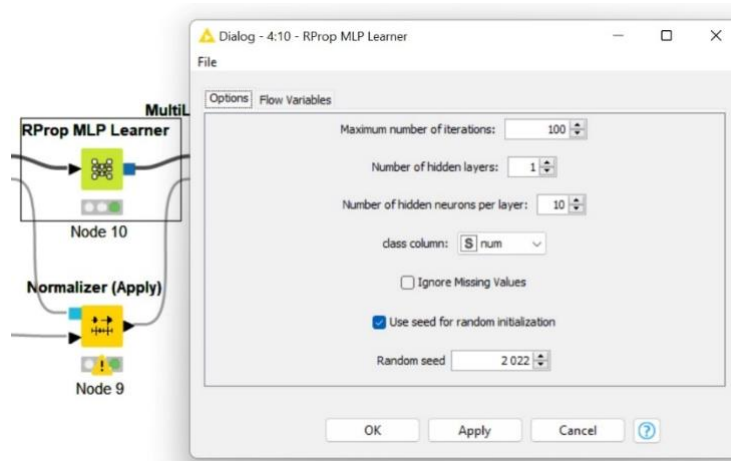 Dialog - 4:10 - RProp MLP Learner
File
Options Flow Variables
Maximum number of iterations: 100
Number of hidden layers: 1
Number of hidden neurons per layer: 10
class column: S num
Ignore Missing Values
Use seed for random initialization
Random seed 2 022
OK Apply Cancel ?
MultiL
RProp MLP Learner
Node 10
Normalizer (Apply)
Node 9